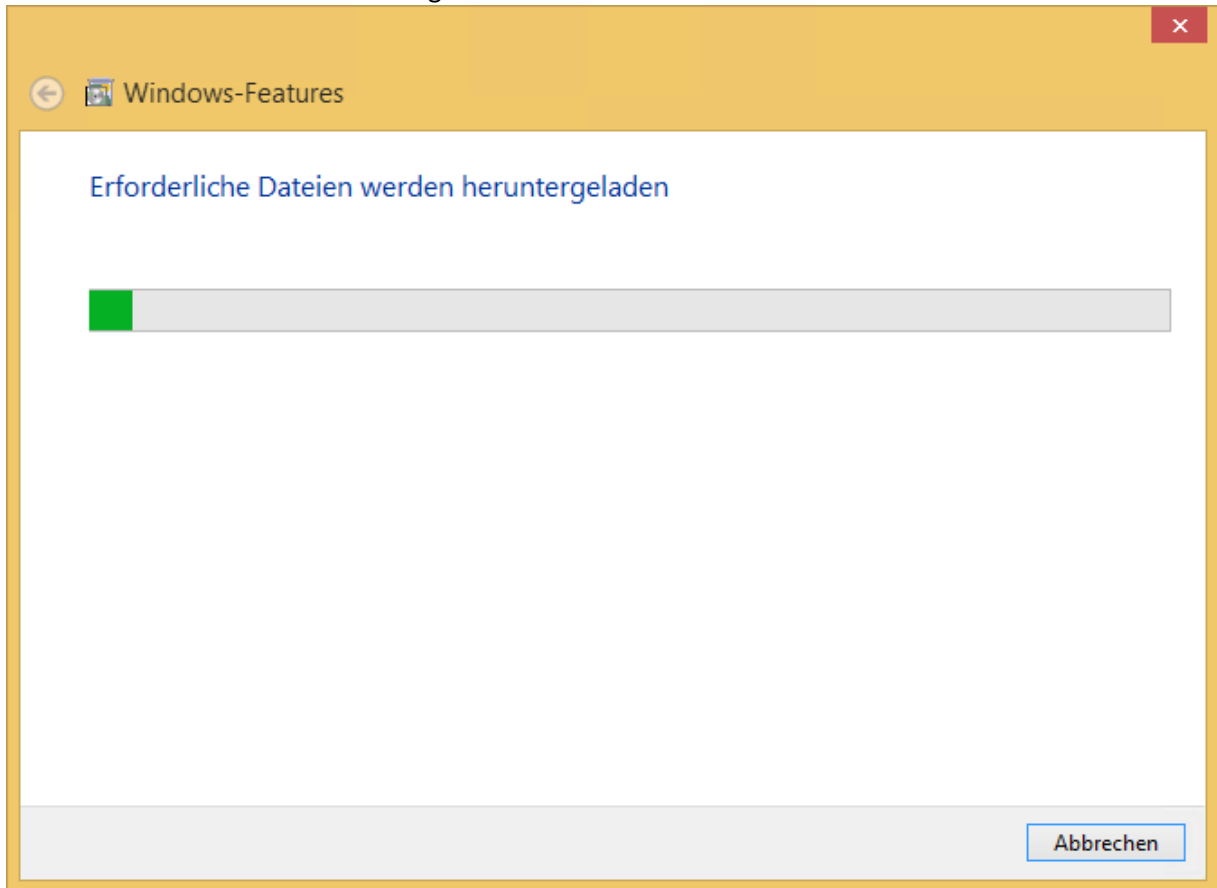 Windows-Features
Erforderliche Dateien werden heruntergeladen
Abbrechen